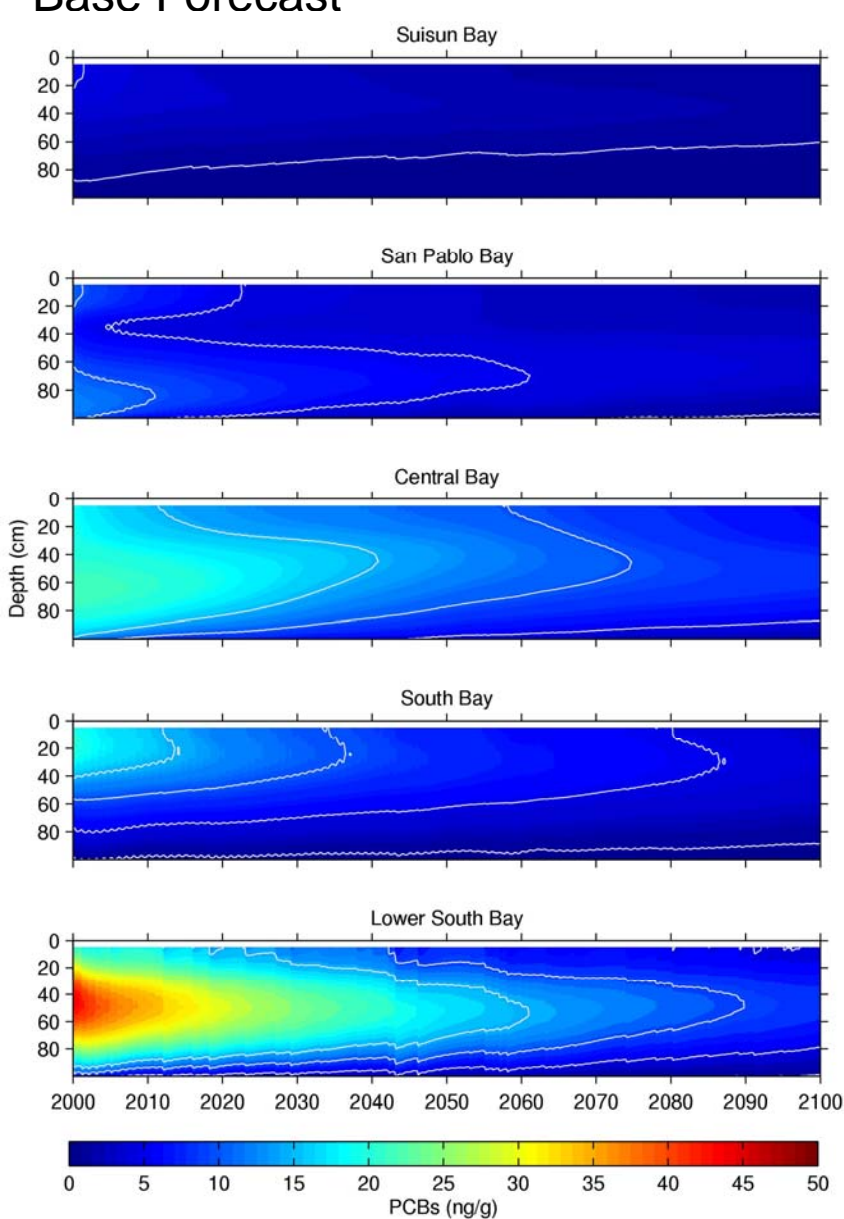 Base Forecast
Suisun Bay
0
20
40
60
80
San Pablo Bay
0
20
40
60
80
Central Bay
0
20
40
60
80
Depth (cm)
South Bay
0
20
40
60
80
Lower South Bay
0
20
40
60
80
2000 2010 2020 2030 2040 2050 2060 2070 2080 2090 2100
0 5 10 15 20 25 30 35 40 45 50
PCBs (ng/g)